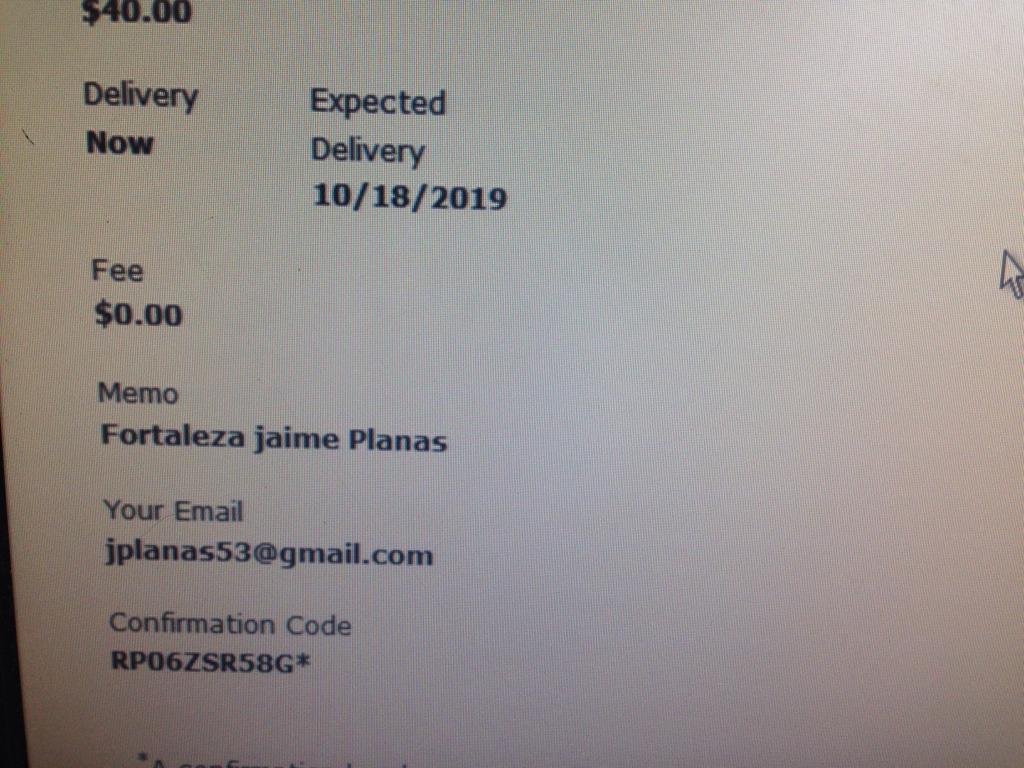 $40.00
Delivery
Now
Expected
Delivery
10/18/2019
Fee
$0.00
Memo
Fortaleza jaime Planas
Your Email
jplanas53@gmail.com
Confirmation Code
RP06ZSR58G*
*A